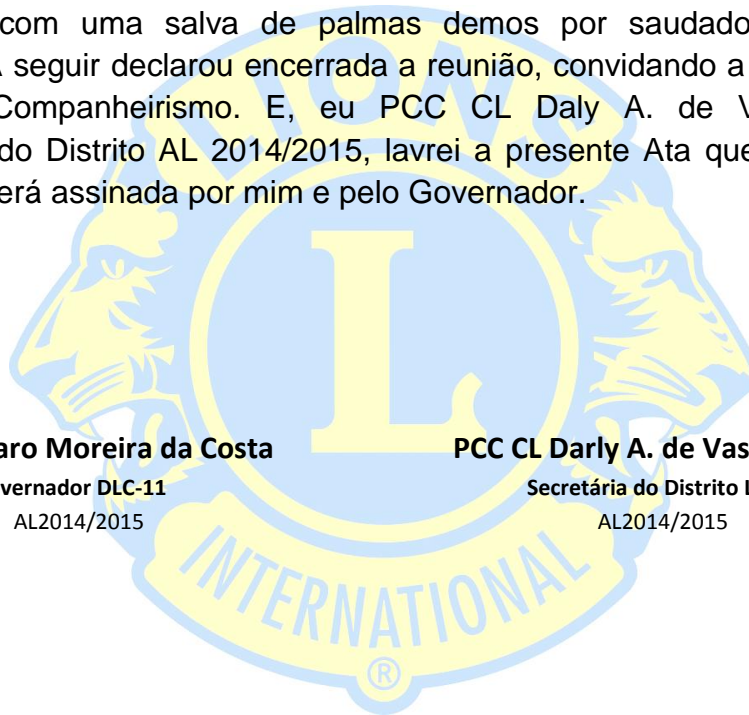 com uma salva de palmas demos por saudado
A seguir declarou encerrada a reunião, convidando a
Companheirismo. E, eu PCC CL Daly A. de V
do Distrito AL 2014/2015, lavrei a presente Ata que
erá assinada por mim e pelo Governador.
LIONS
L
aro Moreira da Costa PCC CL Darly A. de Vas
vernador DLC-11 Secretária do Distrito L
AL2014/2015 AL2014/2015
INTERNATIONAL
®